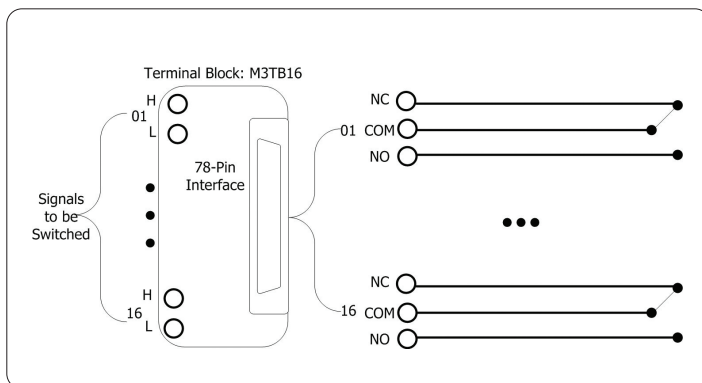 Terminal Block: M3TB16
H
01
L
78-Pin
Interface
Signals
to be
Switched
H
16
L
NC
01 COM
NO
NC
16 COM
NO